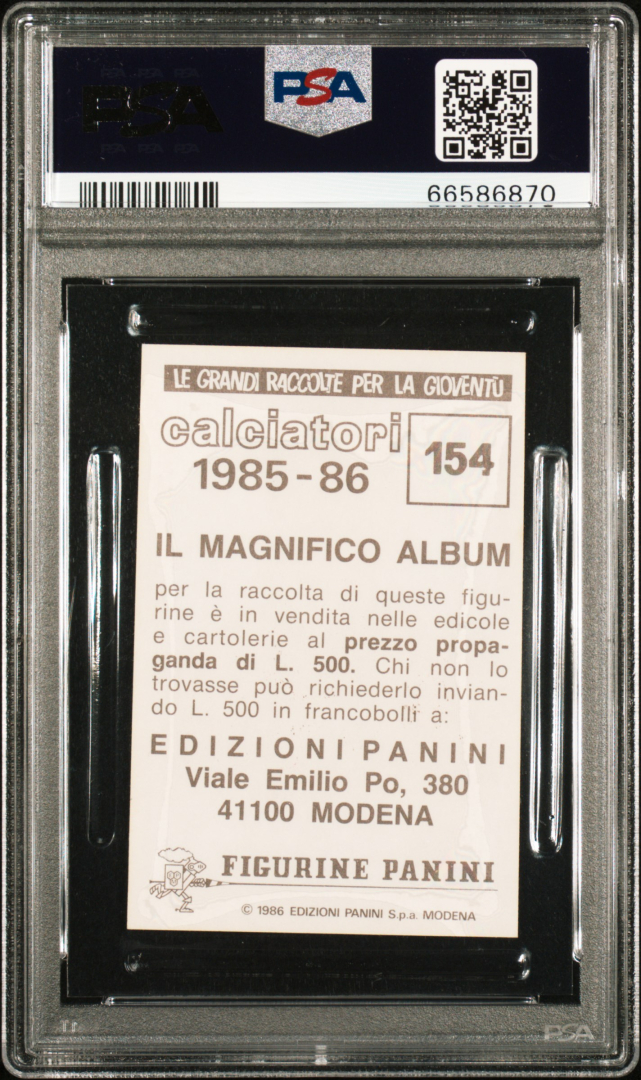 PSA
PSA
66586870
LE GRANDI RACCOLTE PER LA GIOVENTÙ
calciatori
1985-86
154
IL MAGNIFICO ALBUM
per la raccolta di queste figu-
rine è in vendita nelle edicole
e cartolerie al prezzo propa-
ganda di L. 500. Chi non lo
trovasse può richiederlo invian-
do L. 500 in francobolli a:
EDIZIONI PANINI
Viale Emilio Po, 380
41100 MODENA
FIGURINE PANINI
© 1986 EDIZIONI PANINI S.p.a. MODENA
PSA